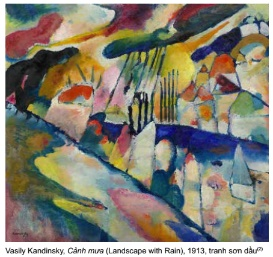 Vasily Kandinsky, Cảnh mưa (Landscape with Rain), 1913, tranh sơn dầu⁽²⁾